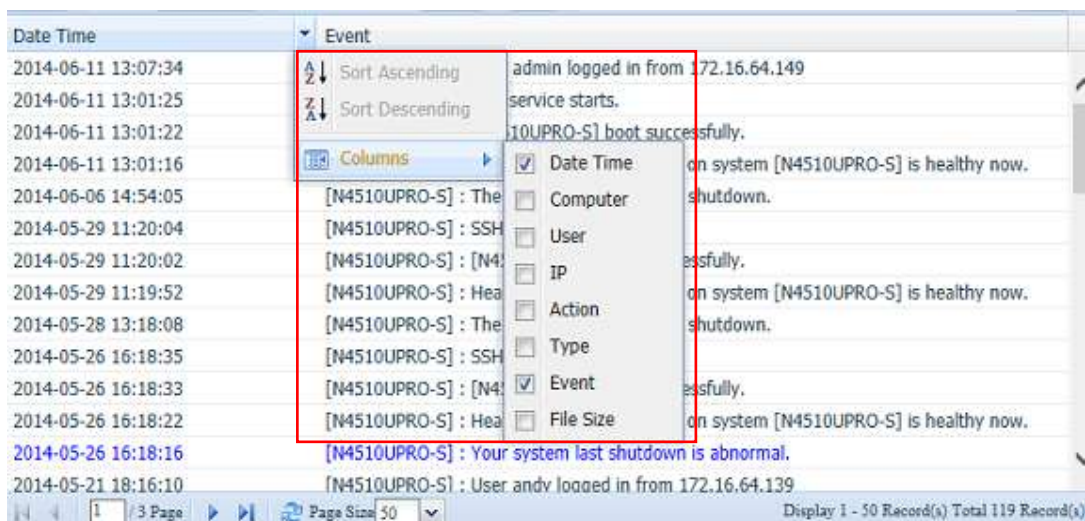 Date Time Event
2014-06-11 13:07:34 Sort Ascending admin logged in from 172.16.64.149
2014-06-11 13:01:25 Sort Descending service starts.
2014-06-11 13:01:22 10UPRO-S] boot successfully.
2014-06-11 13:01:16 Columns Date Time on system [N4510UPRO-S] is healthy now.
2014-06-06 14:54:05 [N4510UPRO-S] : The Computer shutdown.
2014-05-29 11:20:04 [N4510UPRO-S] : SSH User
2014-05-29 11:20:02 [N4510UPRO-S] : [N4 IP essfully.
2014-05-29 11:19:52 [N4510UPRO-S] : Hea on system [N4510UPRO-S] is healthy now.
2014-05-28 13:18:08 [N4510UPRO-S] : The Action shutdown.
2014-05-26 16:18:35 [N4510UPRO-S] : SSH Type
2014-05-26 16:18:33 [N4510UPRO-S] : [N4 Event essfully.
2014-05-26 16:18:22 [N4510UPRO-S] : Hea File Size on system [N4510UPRO-S] is healthy now.
2014-05-26 16:18:16 [N4510UPRO-S] : Your system last shutdown is abnormal.
2014-05-21 18:16:10 [N4510UPRO-S] : User andy logged in from 172.16.64.139
1 / 3 Page Page Size 50 Display 1 - 50 Record(s) Total 119 Record(s)